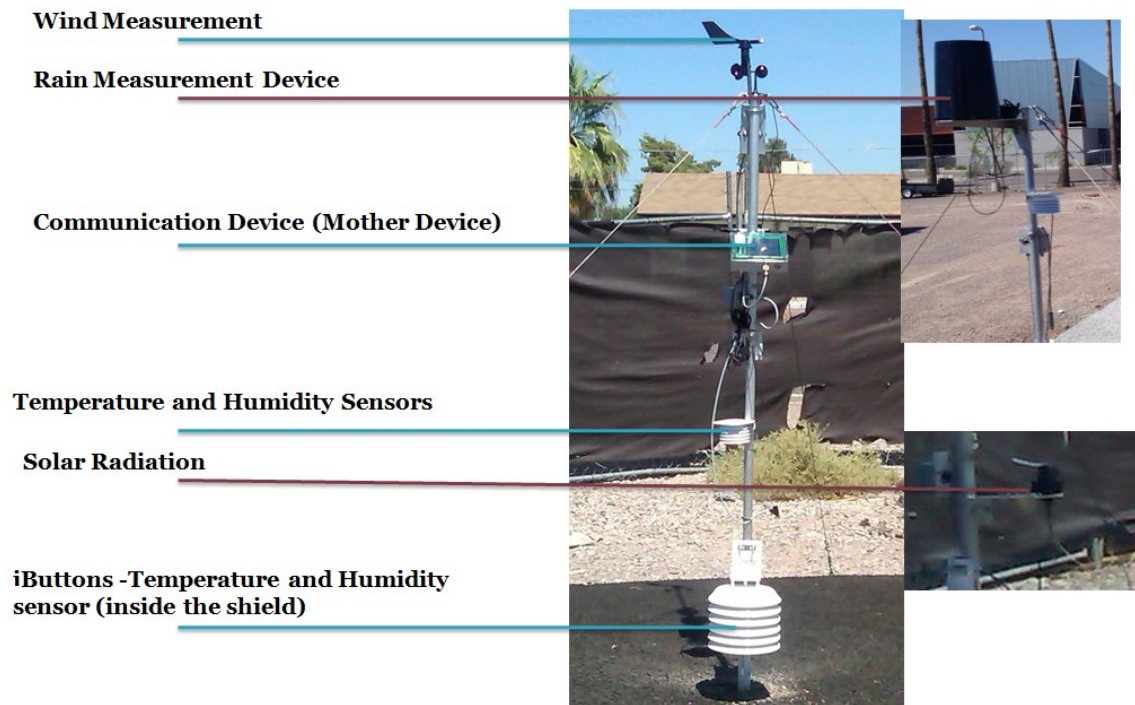 Wind Measurement
Rain Measurement Device
Communication Device (Mother Device)
Temperature and Humidity Sensors
Solar Radiation
iButtons -Temperature and Humidity
sensor (inside the shield)